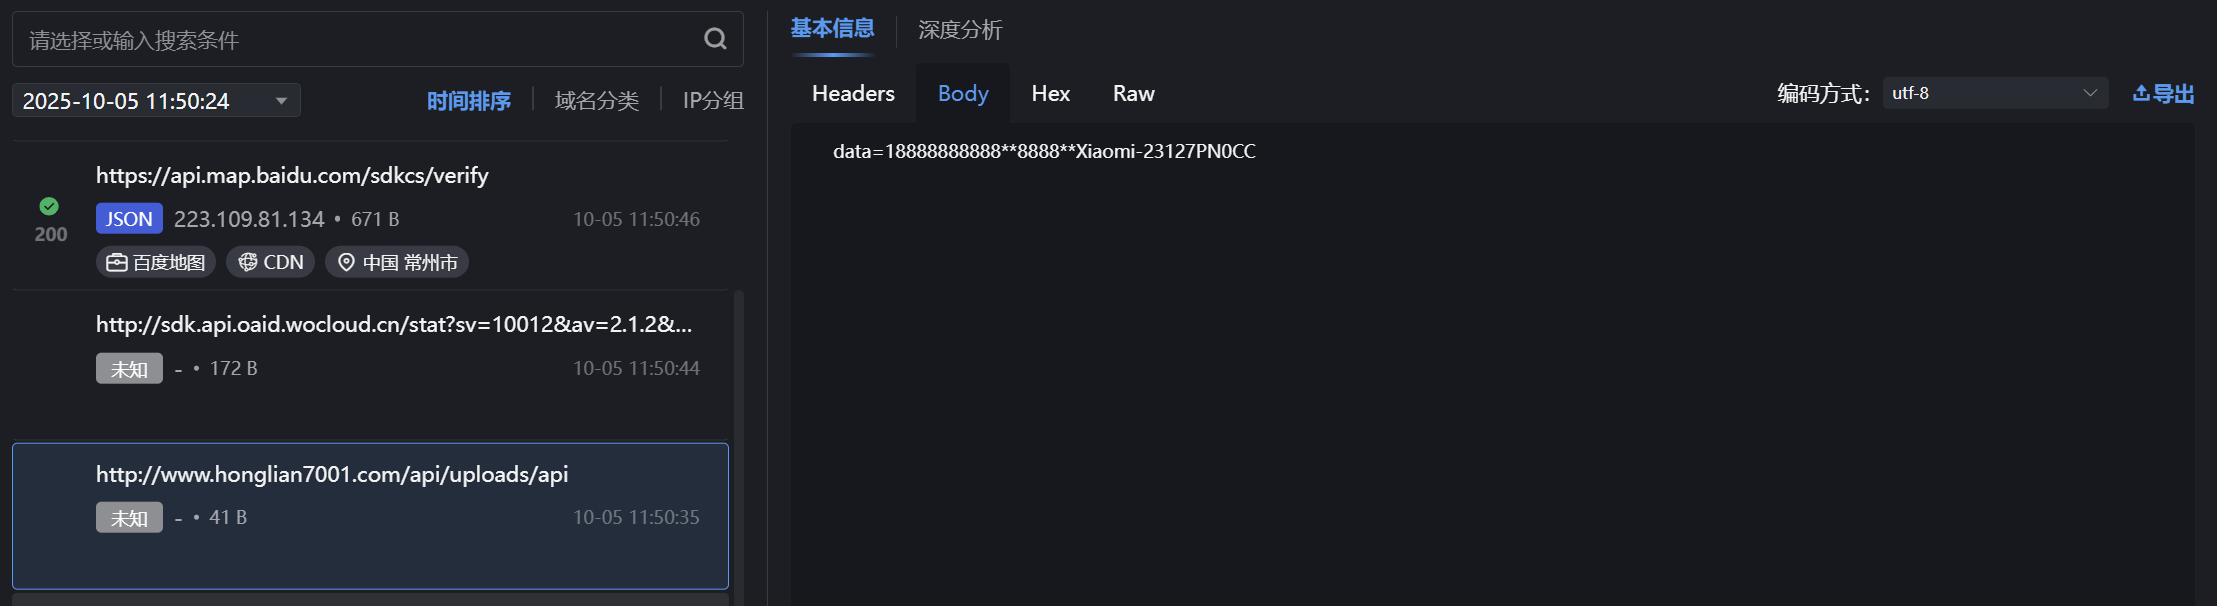 请选择或输入搜索条件
2025-10-05 11:50:24
时间排序
域名分类
IP分组
https://api.map.baidu.com/sdkcs/verify
200
JSON 223.109.81.134 • 671 B 10-05 11:50:46
百度地图 CDN 中国 常州市
http://sdk.api.oaid.wocloud.cn/stat?sv=10012&av=2.1.2&...
未知 - • 172 B 10-05 11:50:44
http://www.honglian7001.com/api/uploads/api
未知 - • 41 B 10-05 11:50:35
基本信息 深度分析
Headers Body Hex Raw
编码方式: utf-8 导出
data=18888888888**8888**Xiaomi-23127PN0CC